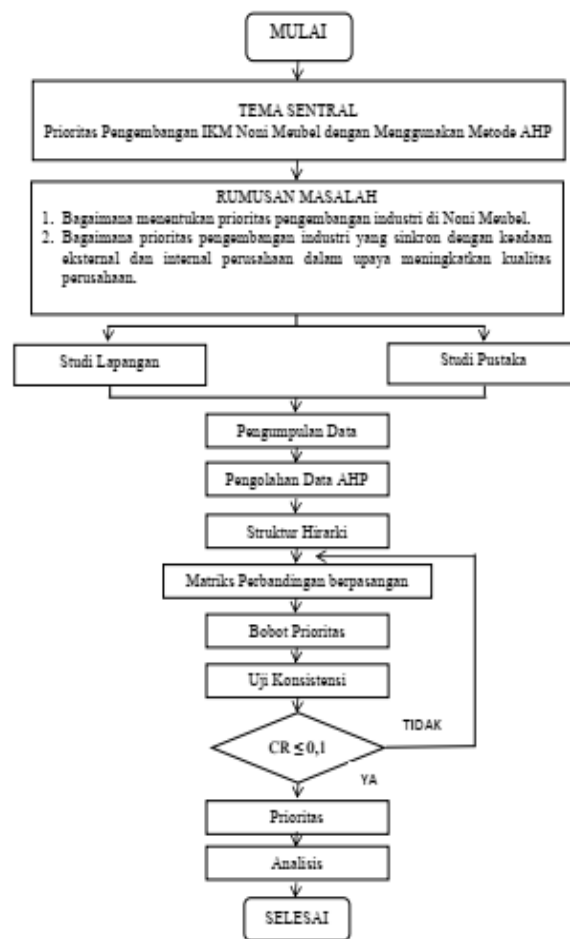 MULAI
TEMA SENTRAL
Prioritas Pengembangan IKM Noni Meubel dengan Menggunakan Metode AHP
RUMUSAN MASALAH
1. Bagaimana menentukan prioritas pengembangan industri di Noni Meubel.
2. Bagaimana prioritas pengembangan industri yang sinkron dengan keadaan
eksternal dan internal perusahaan dalam upaya meningkatkan kualitas
perusahaan.
Studi Lapangan
Studi Pustaka
Pengumpulan Data
Pengolahan Data AHP
Struktur Hirarki
Matriks Perbandingan berpasangan
Bobot Prioritas
Uji Konsistensi
CR ≤ 0,1
TIDAK
YA
Prioritas
Analisis
SELESAI